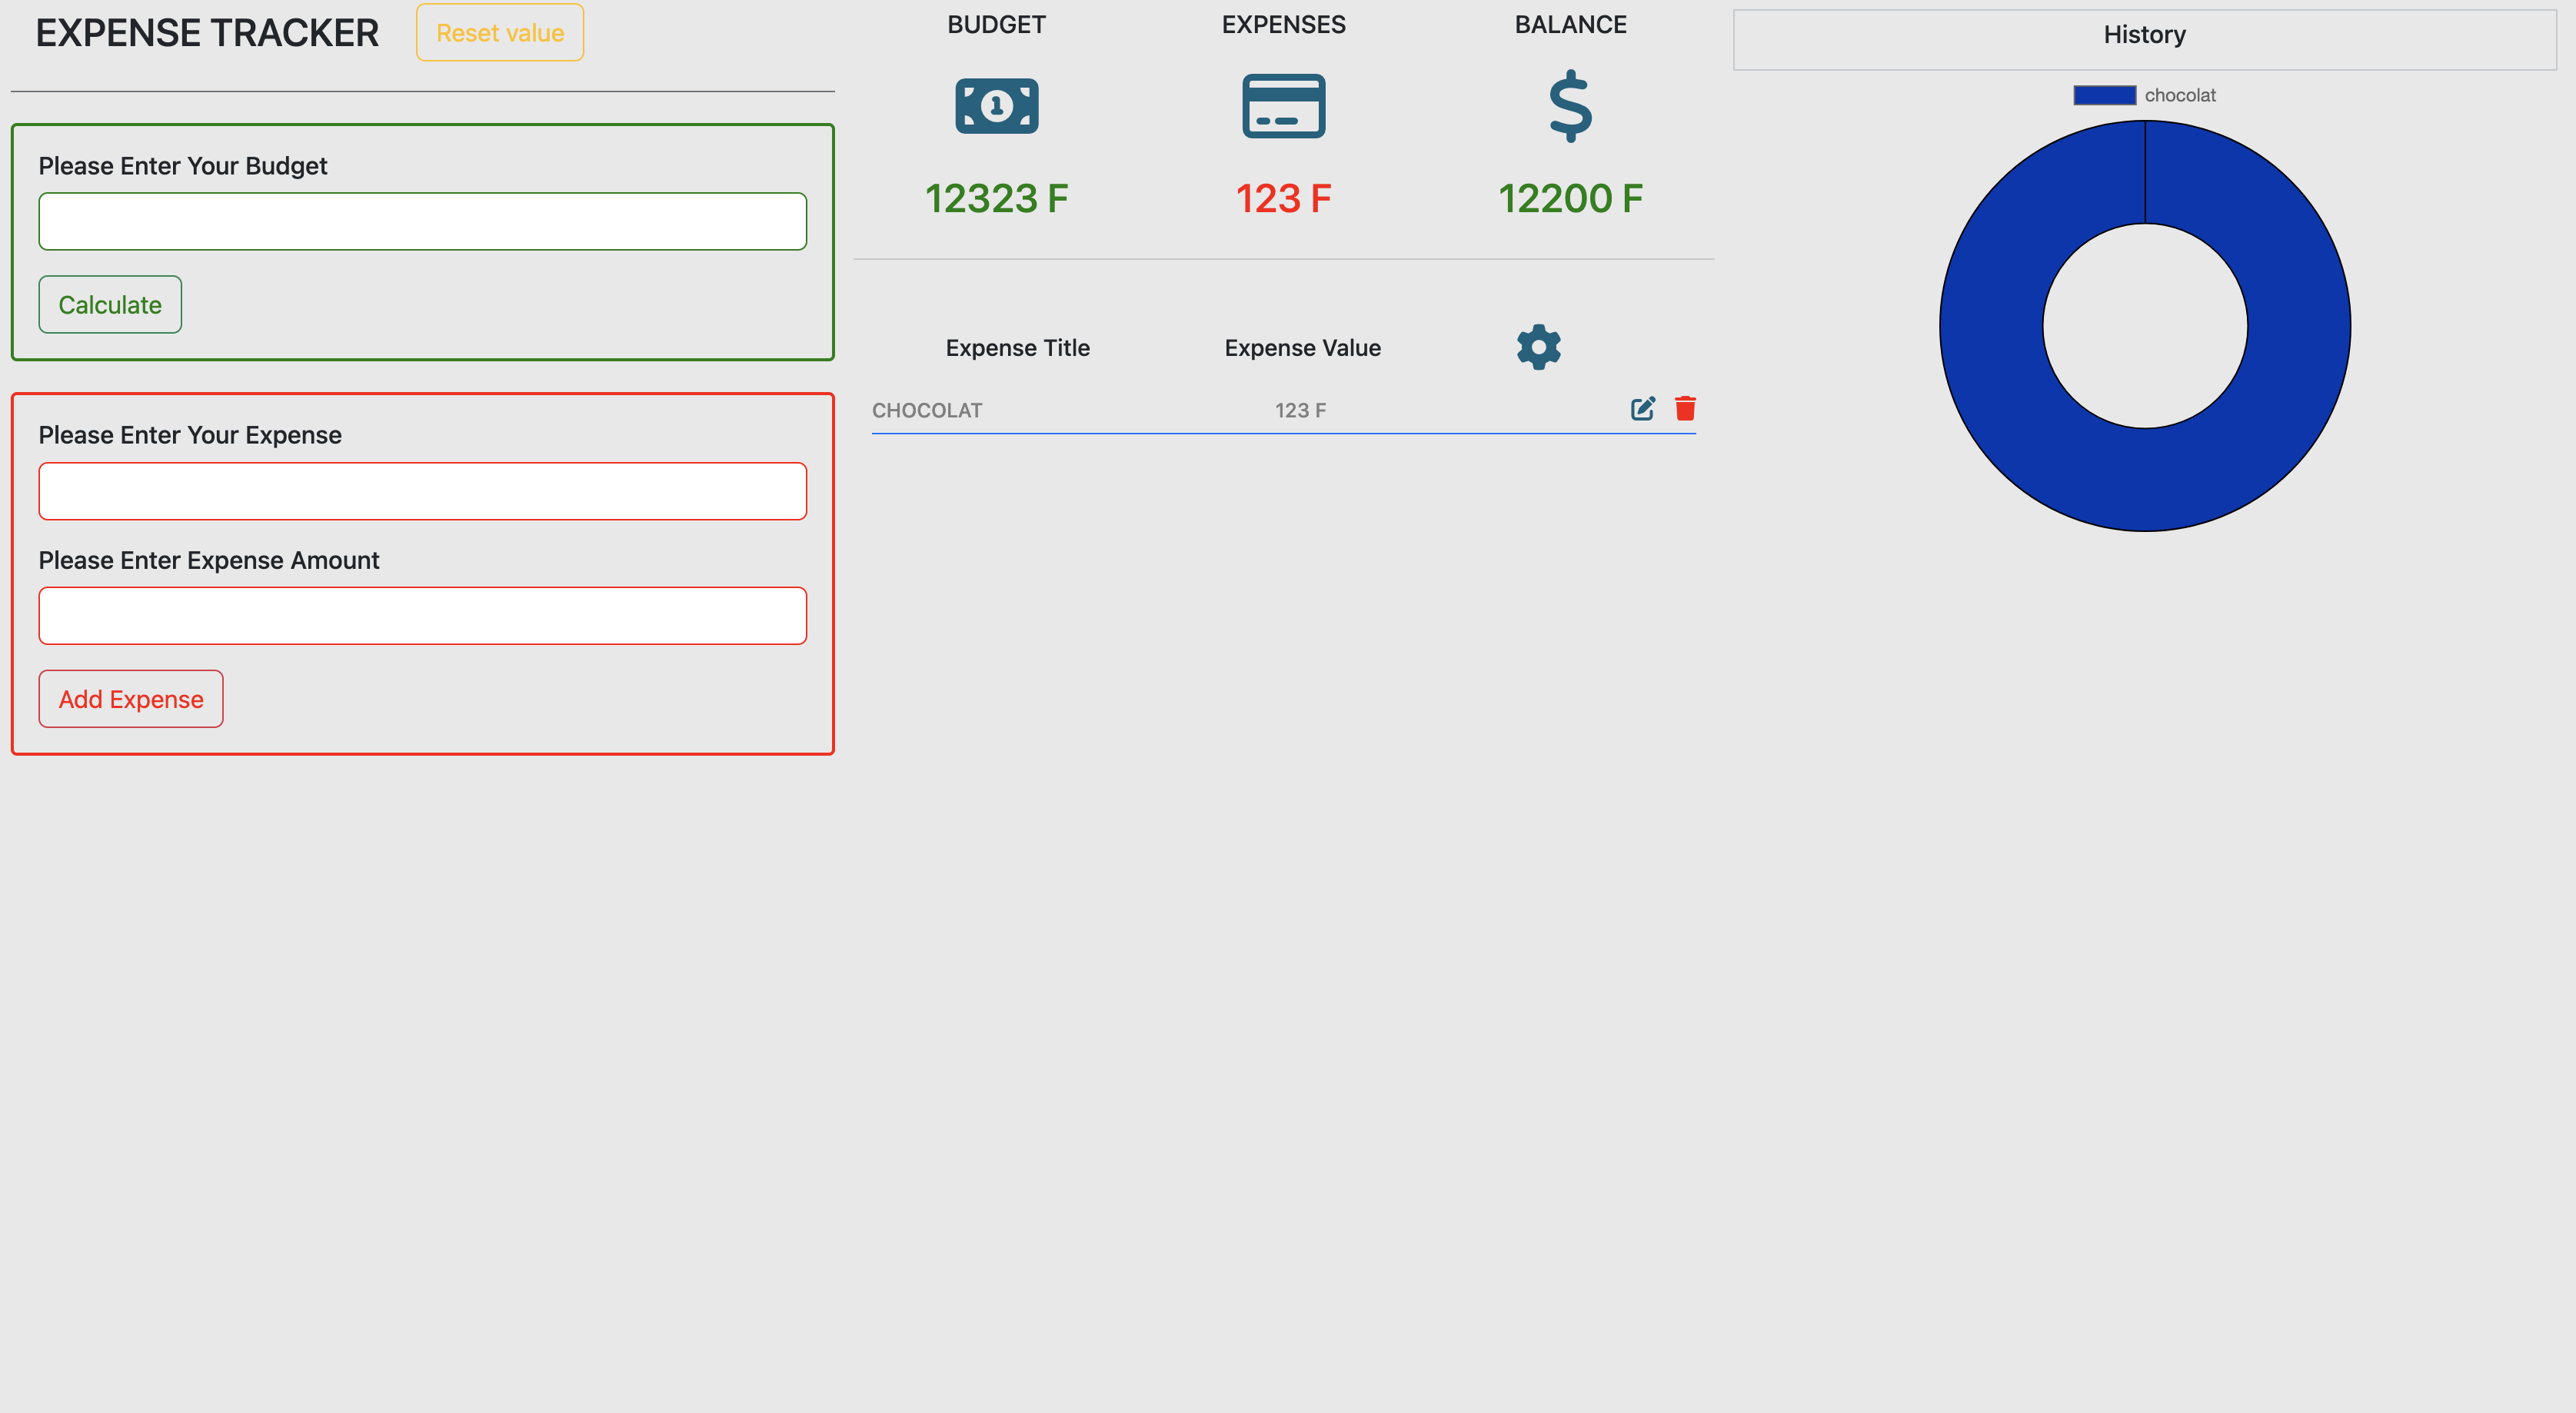 EXPENSE TRACKER
Reset value
Please Enter Your Budget
Calculate
Please Enter Your Expense
Please Enter Expense Amount
Add Expense
BUDGET EXPENSES BALANCE
1
$
12323 F 123 F 12200 F
Expense Title Expense Value
CHOCOLAT 123 F
History
chocolat